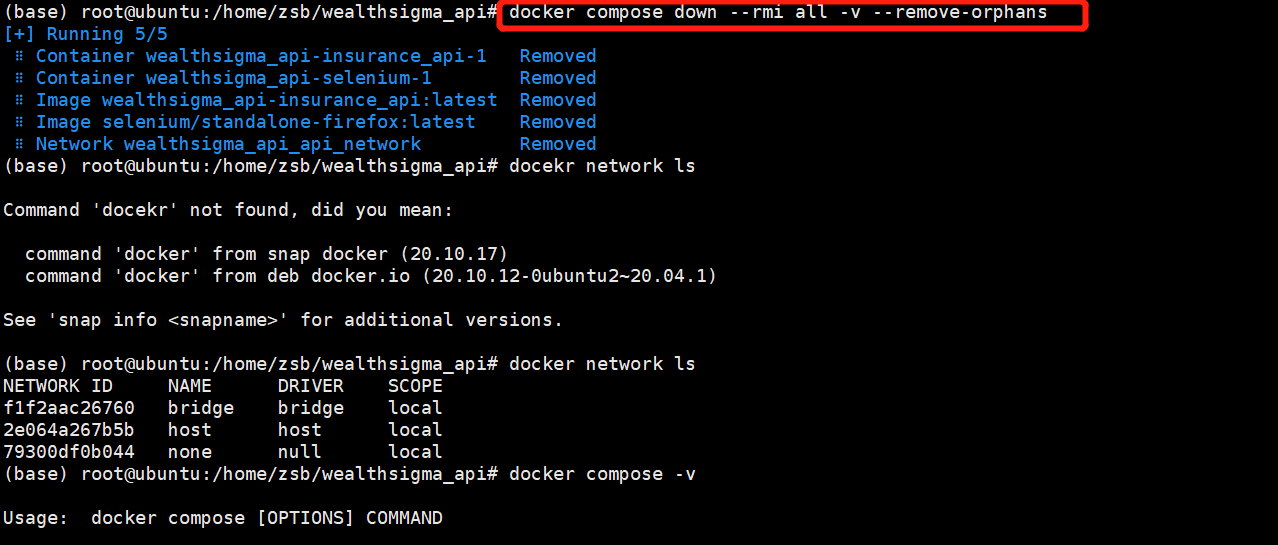 (base) root@ubuntu:/home/zsb/wealthsigma_api# docker compose down --rmi all -v --remove-orphans
[+] Running 5/5
⠿ Container wealthsigma_api-insurance_api-1 Removed
⠿ Container wealthsigma_api-selenium-1 Removed
⠿ Image wealthsigma_api-insurance_api:latest Removed
⠿ Image selenium/standalone-firefox:latest Removed
⠿ Network wealthsigma_api_api_network Removed
(base) root@ubuntu:/home/zsb/wealthsigma_api# docekr network ls
Command 'docekr' not found, did you mean:
command 'docker' from snap docker (20.10.17)
command 'docker' from deb docker.io (20.10.12-0ubuntu2~20.04.1)
See 'snap info <snapname>' for additional versions.
(base) root@ubuntu:/home/zsb/wealthsigma_api# docker network ls
NETWORK ID NAME DRIVER SCOPE
f1f2aac26760 bridge bridge local
2e064a267b5b host host local
79300df0b044 none null local
(base) root@ubuntu:/home/zsb/wealthsigma_api# docker compose -v
Usage: docker compose [OPTIONS] COMMAND